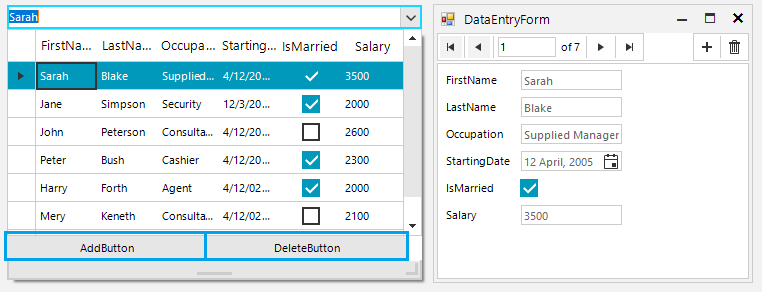 Sarah
FirstNa... LastNa... Occupa... Starting... IsMarried Salary
Sarah Blake Supplied... 4/12/20... 3500
Jane Simpson Security 12/3/20... 2000
John Peterson Consulta... 4/12/20... 2600
Peter Bush Cashier 4/12/20... 2300
Harry Forth Agent 4/12/02... 2000
Mery Keneth Consulta... 4/12/02... 2100
AddButton DeleteButton
DataEntryForm
1 of 7
FirstName Sarah
LastName Blake
Occupation Supplied Manager
StartingDate 12 April, 2005
IsMarried
Salary 3500